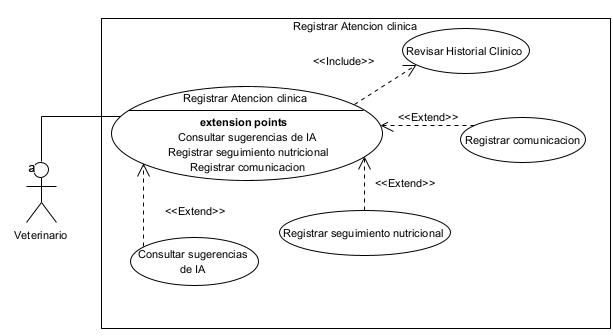 Registrar Atencion clinica
Revisar Historial Clinico
<<Include>>
Registrar Atencion clinica
extension points
Consultar sugerencias de IA
Registrar seguimiento nutricional
Registrar comunicacion
<<Extend>>
Registrar comunicacion
a
<<Extend>>
<<Extend>>
Veterinario
Registrar seguimiento nutricional
Consultar sugerencias
de IA